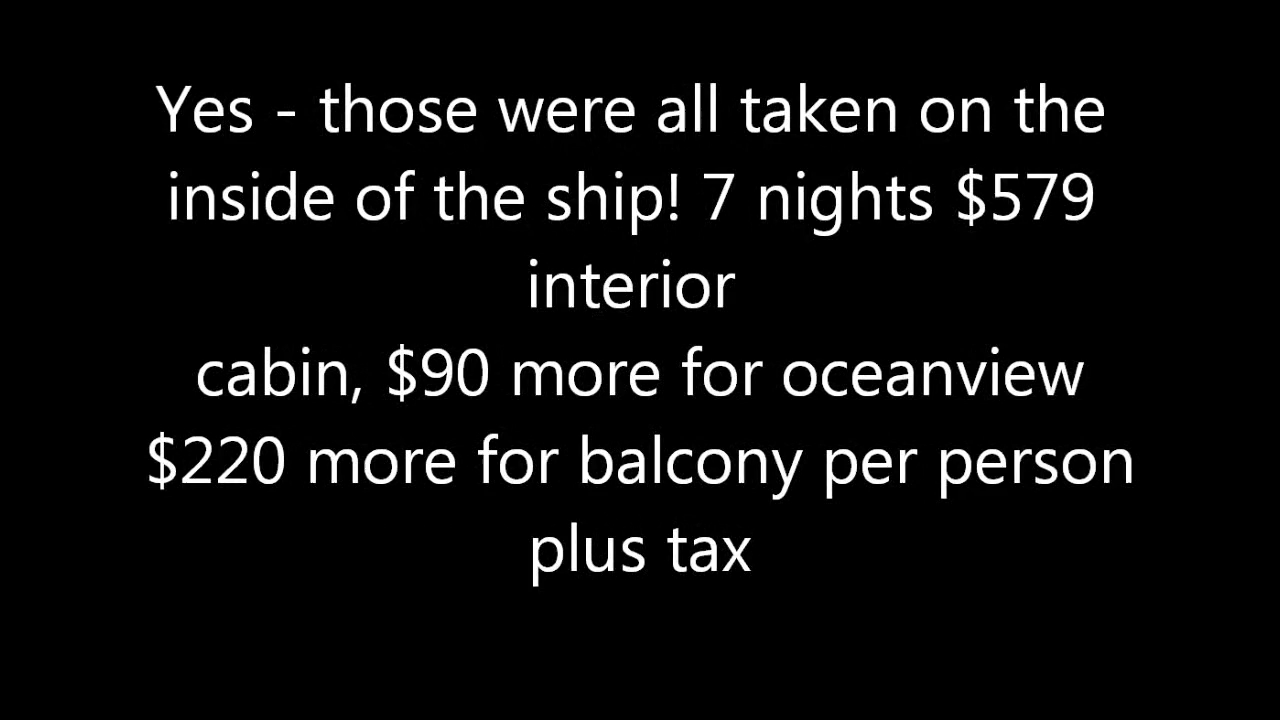 Yes - those were all taken on the
inside of the ship! 7 nights $579
interior
cabin, $90 more for oceanview
$220 more for balcony per person
plus tax